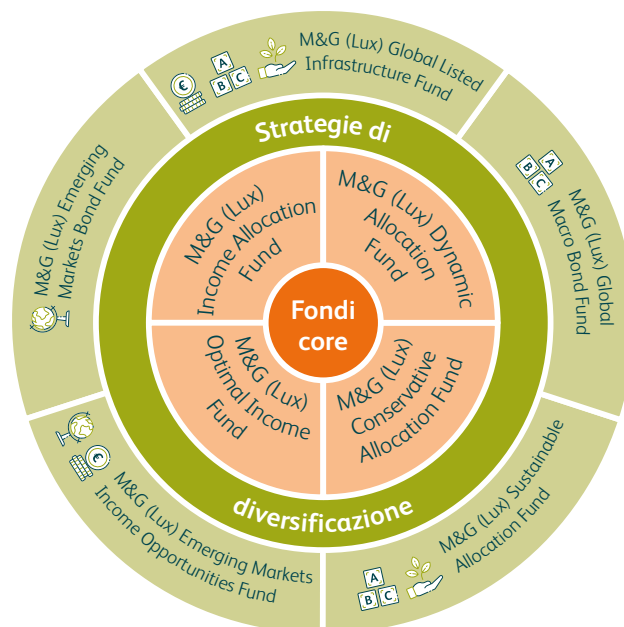 M&G (Lux) Global Listed
Infrastructure Fund
€
A
B C
Strategie di
M&G (Lux) Emerging
Markets Bond Fund
A
B C
M&G (Lux) Global
Macro Bond Fund
M&G (Lux)
Income Allocation
Fund
M&G (Lux) Dynamic
Allocation
Fund
Fondi
core
M&G (Lux)
Optimal Income
Fund
M&G (Lux)
Conservative
Allocation Fund
diversificazione
€
M&G (Lux) Emerging Markets
Income Opportunities Fund
M&G (Lux) Sustainable
Allocation Fund
A
B C